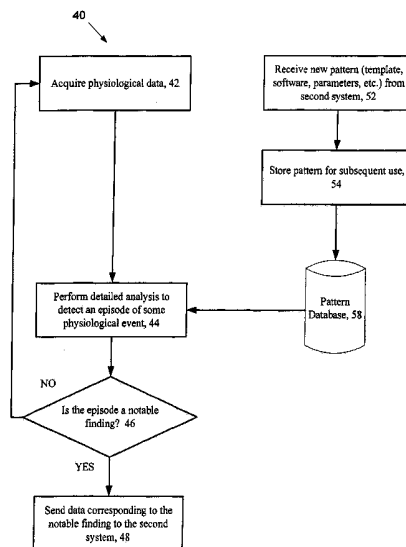 40
Acquire physiological data, 42
Receive new pattern (template,
software, parameters, etc.) from
second system, 52
Store pattern for subsequent use,
54
Perform detailed analysis to
detect an episode of some
physiological event, 44
Pattern
Database, 58
NO
Is the episode a notable
finding? 46
YES
Send data corresponding to the
notable finding to the second
system, 48